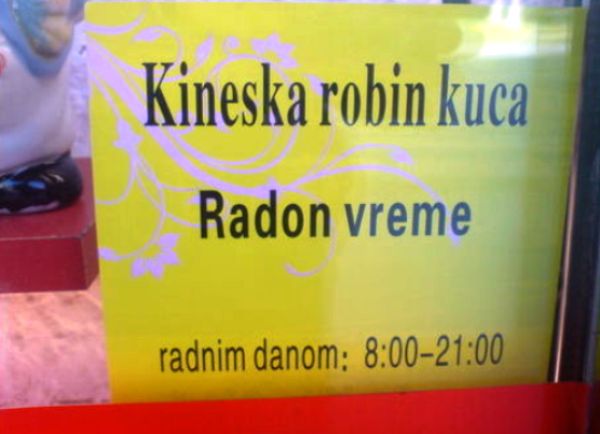 Kineska robin kuca
Radon vreme
radnim danom: 8:00-21:00